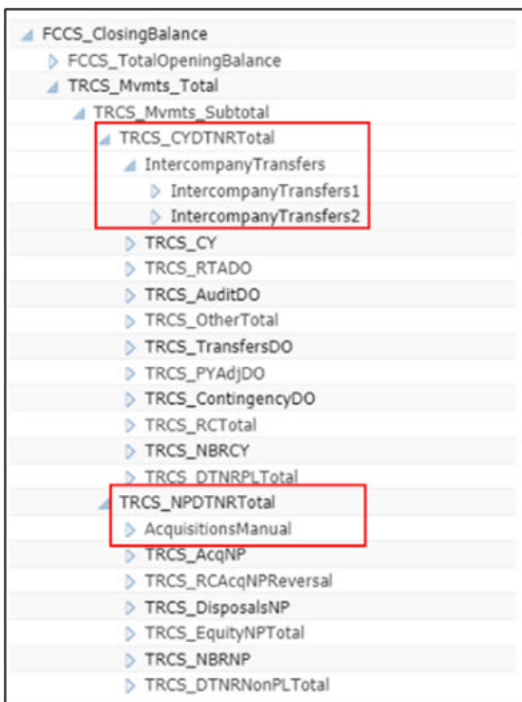 FCCS_ClosingBalance
FCCS_TotalOpeningBalance
TRCS_Mvmts_Total
TRCS_Mvmts_Subtotal
TRCS_CYDTNRTotal
IntercompanyTransfers
IntercompanyTransfers1
IntercompanyTransfers2
TRCS_CY
TRCS_RTADO
TRCS_AuditDO
TRCS_OtherTotal
TRCS_TransfersDO
TRCS_PYAdjDO
TRCS_ContingencyDO
TRCS_RCTotal
TRCS_NBRCY
TRCS_DTNRPLTotal
TRCS_NPDTNRTotal
AcquisitionsManual
TRCS_AcqNP
TRCS_RCAcqNPReversal
TRCS_DisposalsNP
TRCS_EquityNPTotal
TRCS_NBRNP
TRCS_DTNRNonPLTotal